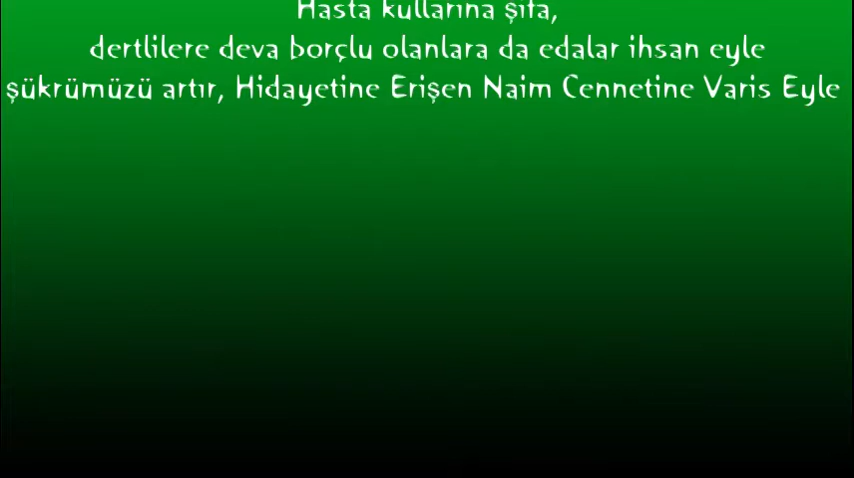 Hasta kullarına şifa,
dertlilere deva borçlu olanlara da edalar ihsan eyle
şükrümüzü artır, Hidayetine Erişen Naim Cennetine Varis Eyle